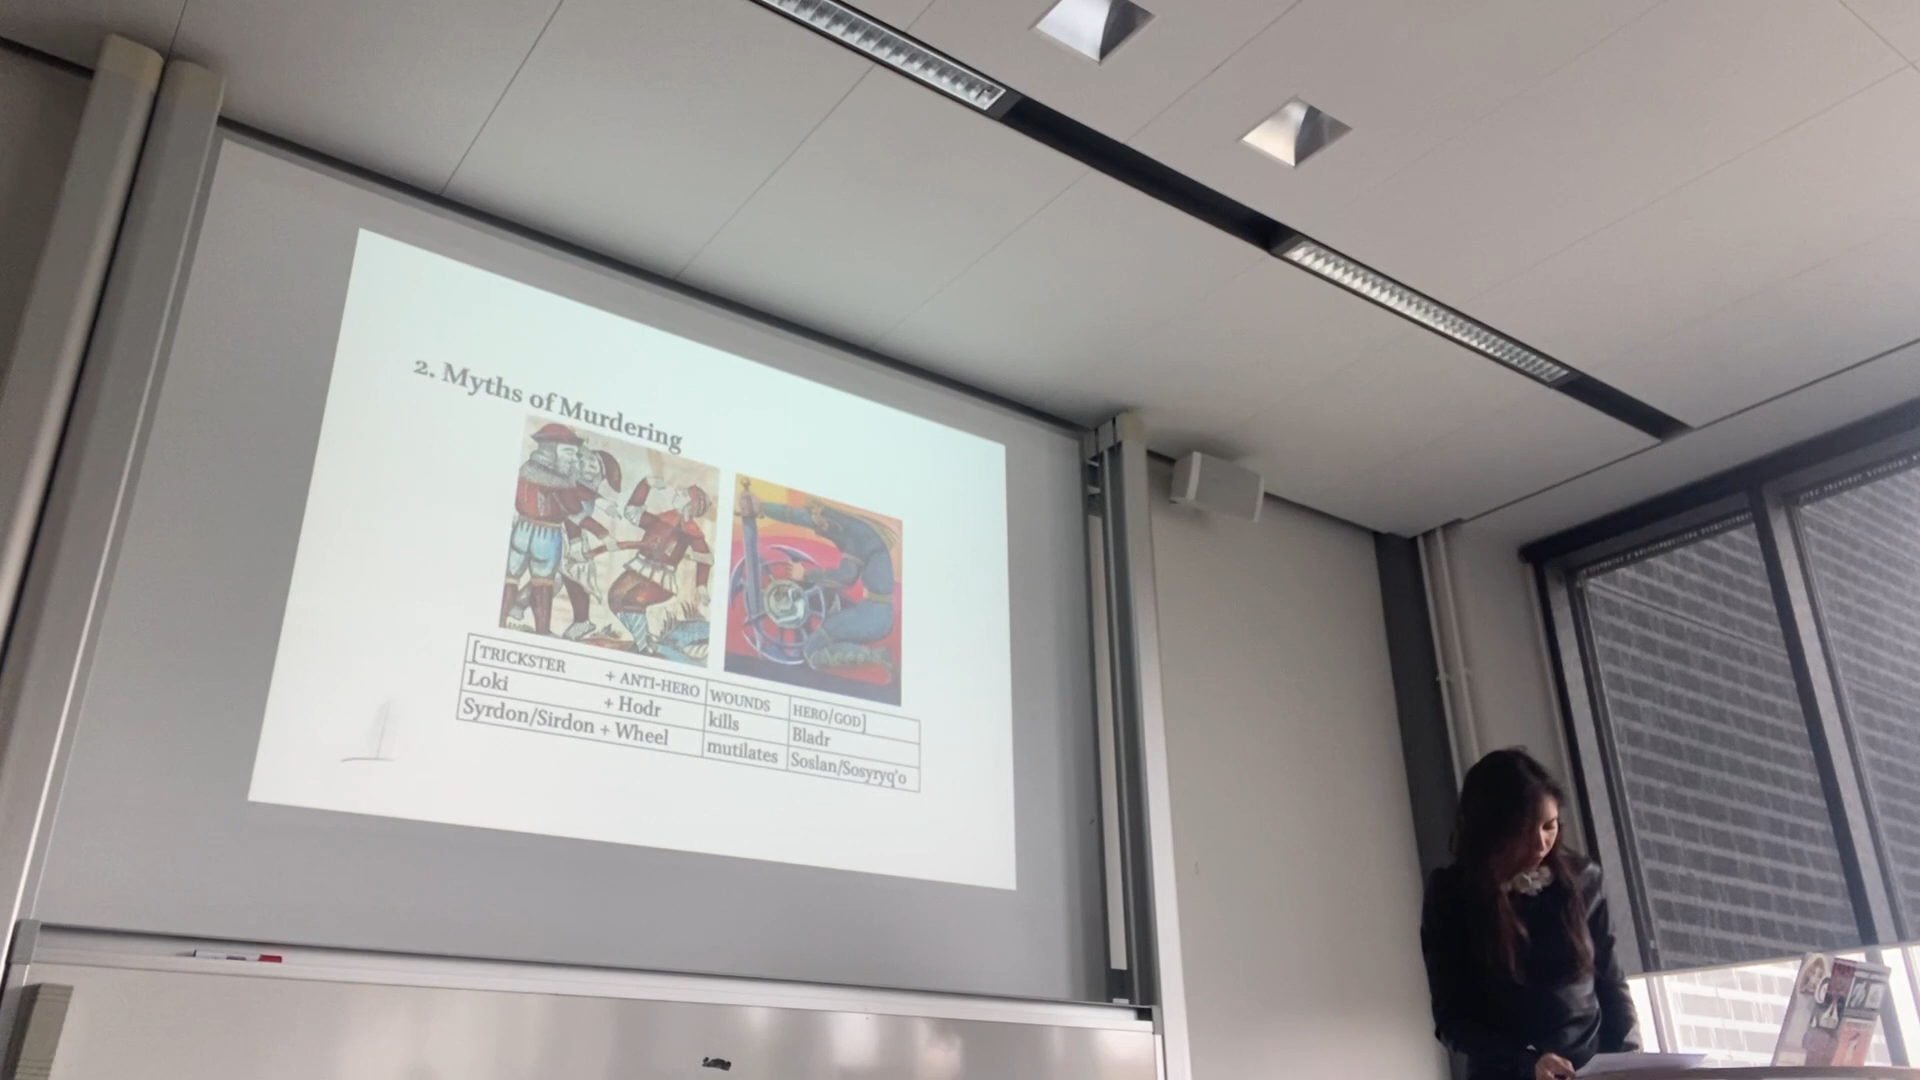 2. Myths of Murdering
[TRICKSTER + ANTI-HERO WOUNDS HERO/GOD]
Loki + Hodr kills Bladr
Syrdon/Sirdon + Wheel mutilates Soslan/Sosyryq'o